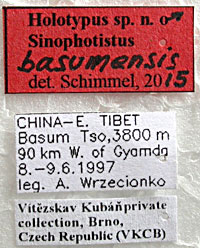 Holotypus sp. n. ♂
Sinophotistus
basumensis
det. Schimmel, 2015
CHINA-E. TIBET
Basum Tso, 3800 m
90 km W. of Gyamda
8.-9.6.1997
leg. A. Wrzecionko
Vítězskav Kubáň private
collection, Brno,
Czech Republic (VKCB)